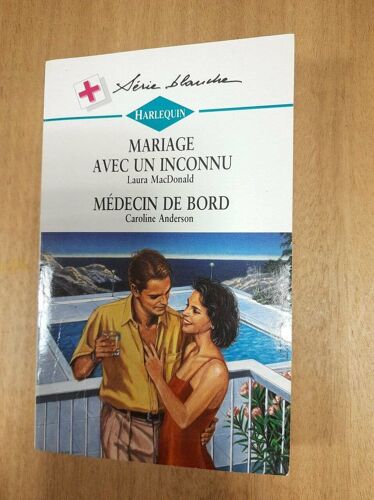 Série blanche
HARLEQUIN
MARIAGE
AVEC UN INCONNU
Laura MacDonald
MÉDECIN DE BORD
Caroline Anderson